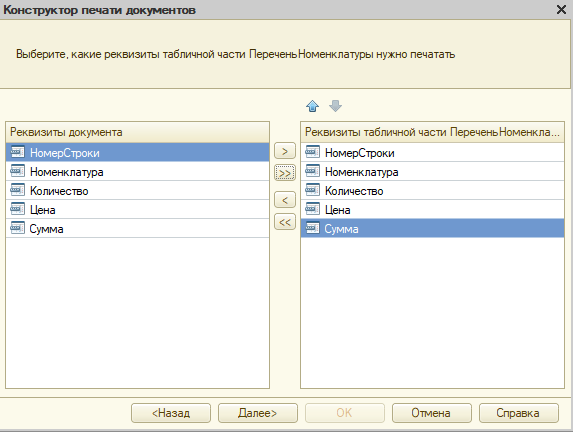 Конструктор печати документов
Выберите, какие реквизиты табличной части ПереченьНоменклатуры нужно печатать
Реквизиты документа
НомерСтроки
Номенклатура
Количество
Цена
Сумма
>
>>
<
<<
Реквизиты табличной части ПереченьНоменкла...
НомерСтроки
Номенклатура
Количество
Цена
Сумма
<Назад
Далее>
OK
Отмена
Справка